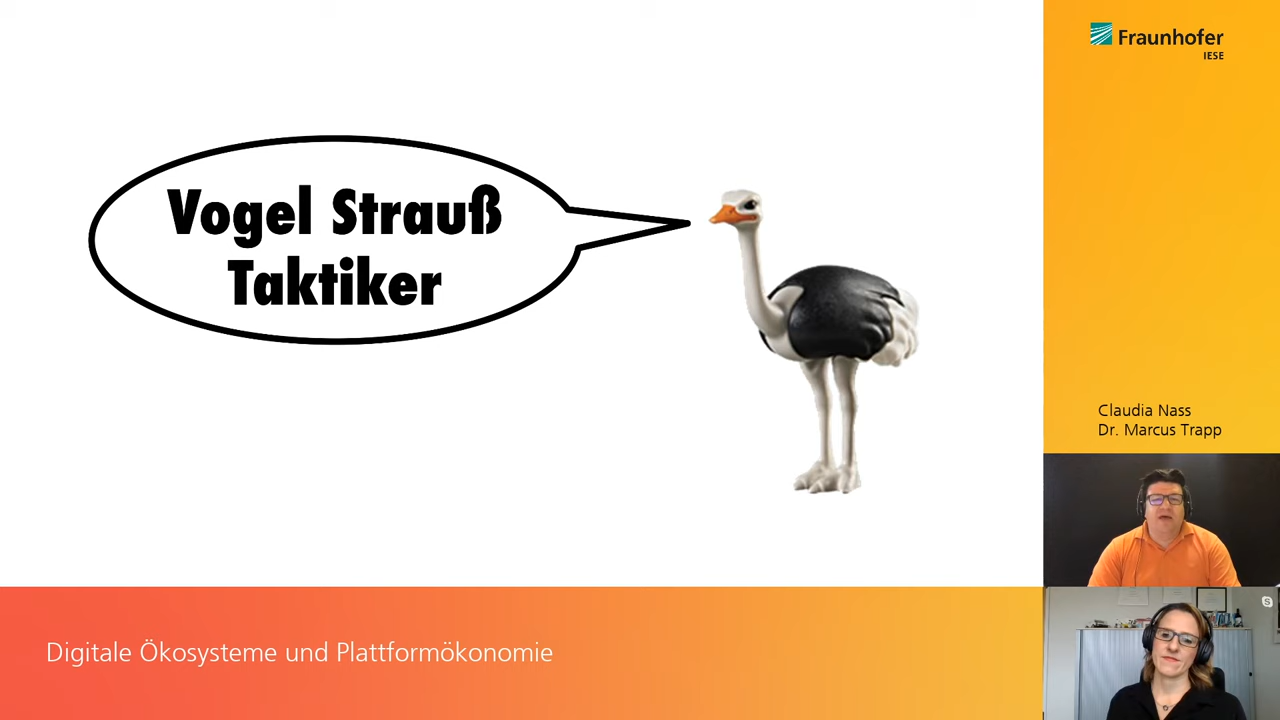 Vogel Strauß
Taktiker
Fraunhofer
IESE
Claudia Nass
Dr. Marcus Trapp
Digitale Ökosysteme und Plattformökonomie